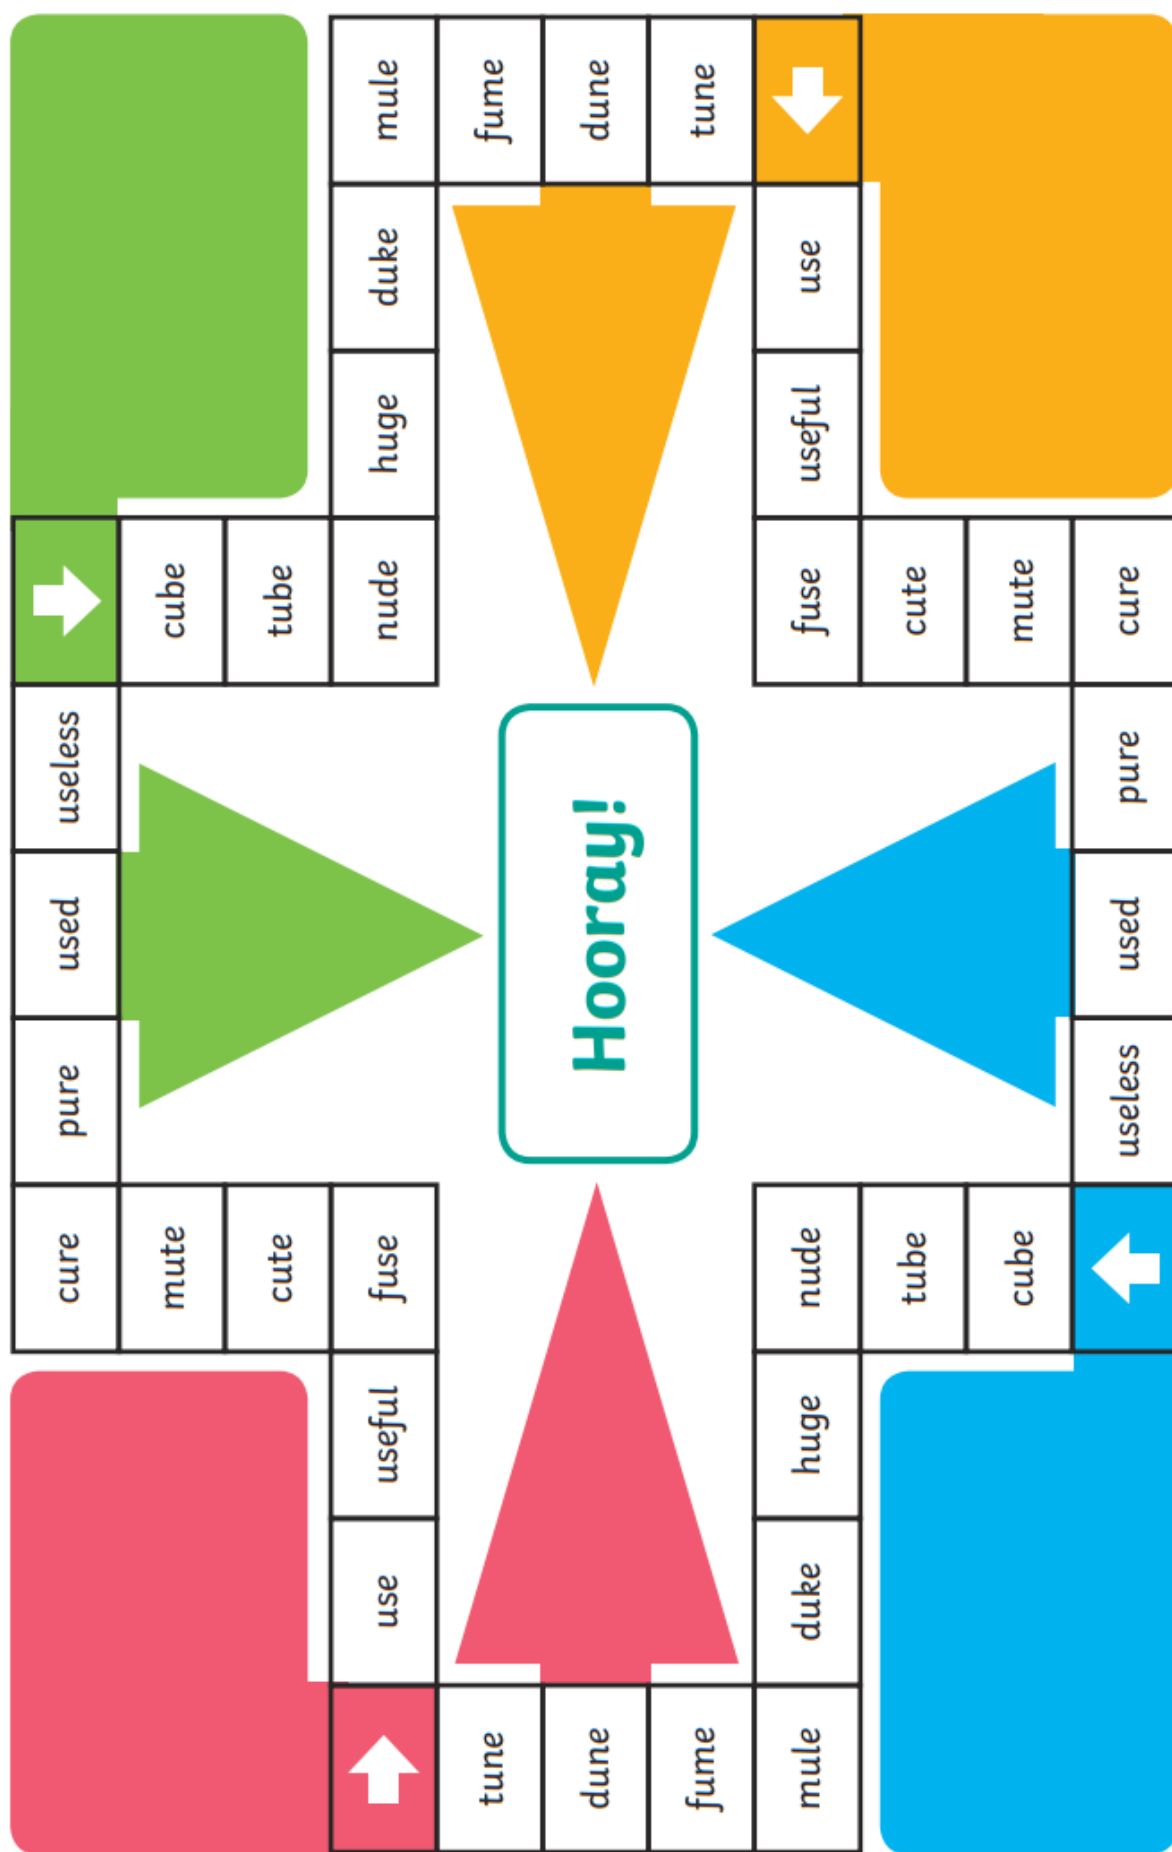 cure pure used useless
mute cube
cute tube
use useful fuse nude huge duke mule
tune fume
dune Hooray! dune
fume tune
mule duke huge nude fuse useful use
tube cute
cube mute
useless used pure cure